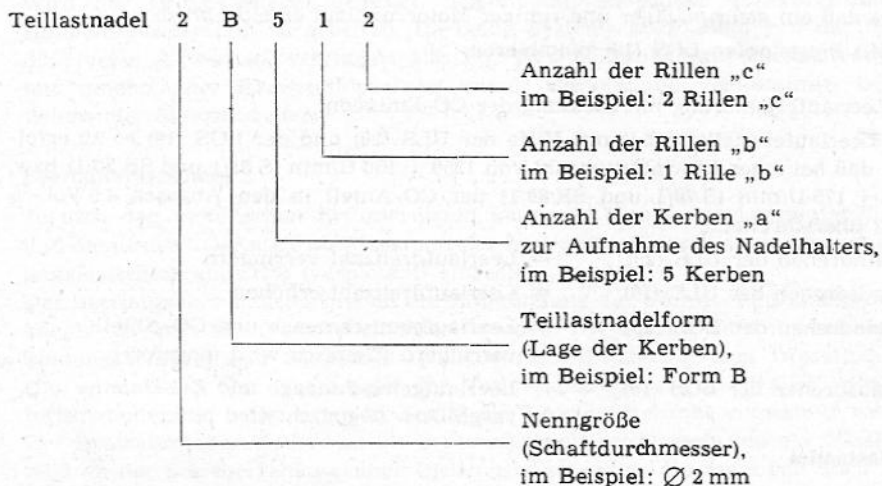 Teillastnadel 2 B 5 1 2
Anzahl der Rillen „c“
im Beispiel: 2 Rillen „c“
Anzahl der Rillen „b“
im Beispiel: 1 Rille „b“
Anzahl der Kerben „a“
zur Aufnahme des Nadelhalters,
im Beispiel: 5 Kerben
Teillastnadelform
(Lage der Kerben),
im Beispiel: Form B
Nenngröße
(Schaftdurchmesser),
im Beispiel: ∅ 2 mm